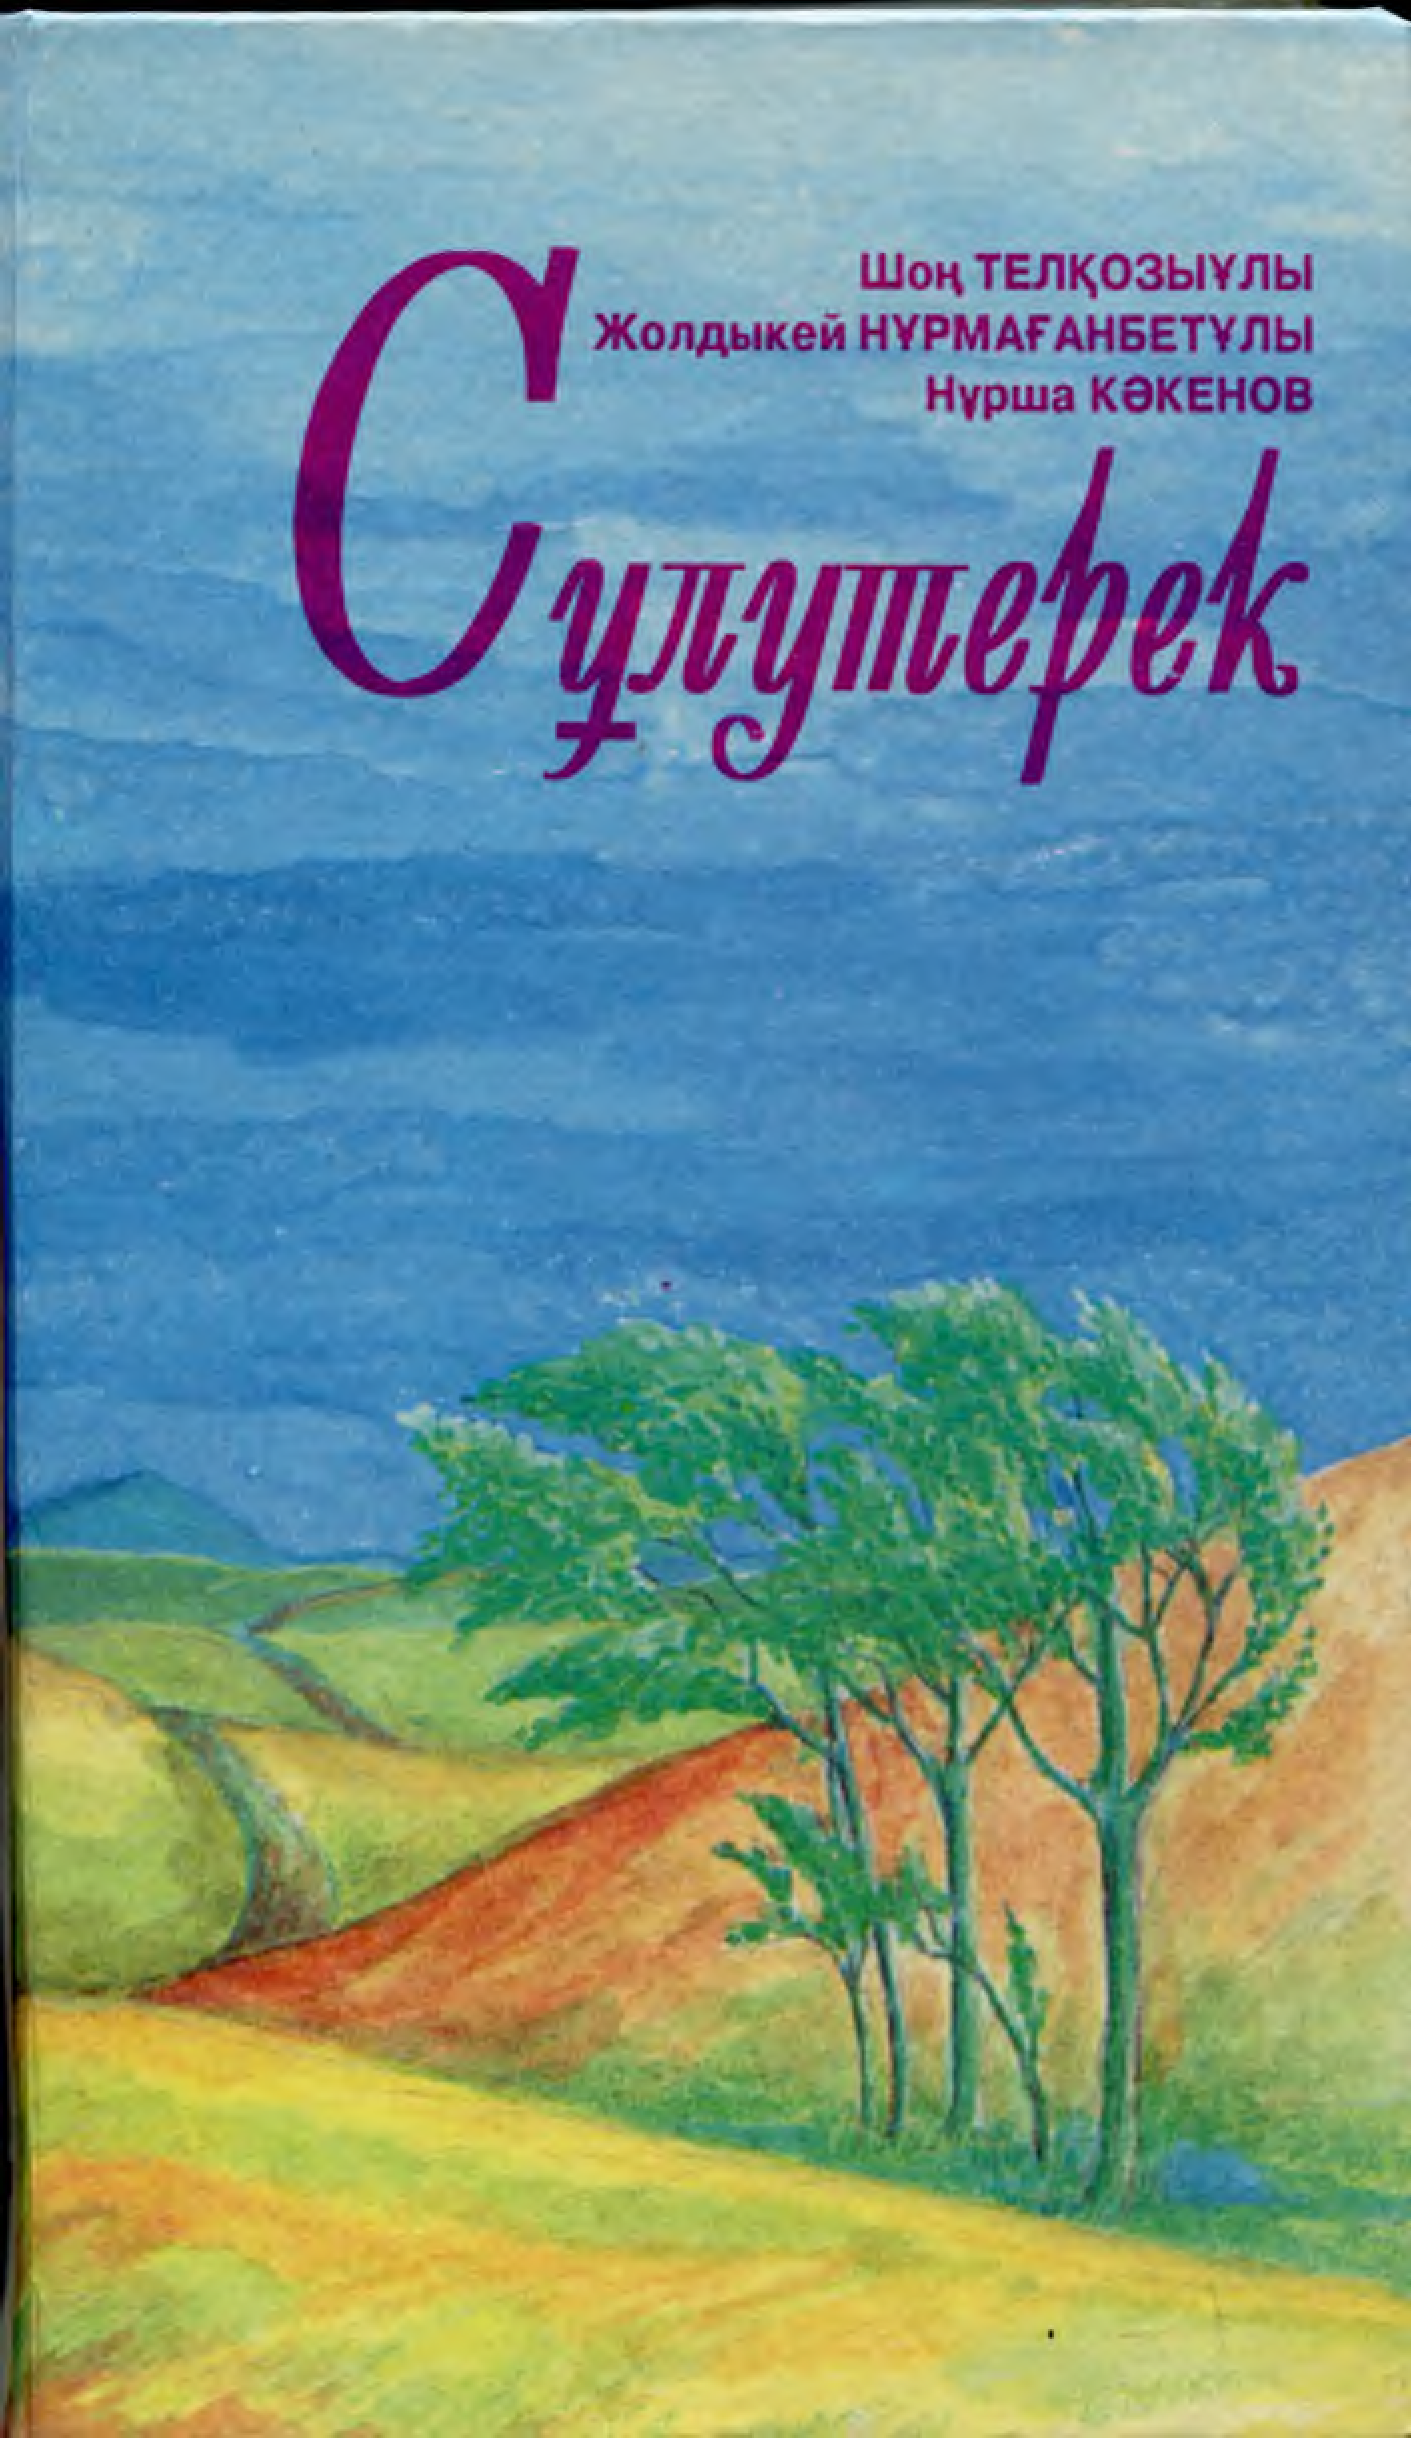 Шоң ТЕЛҚОЗЫҰЛЫ
Жолдыкей НҰРМАҒАНБЕТҰЛЫ
Нұрша КӘКЕНОВ
Сұлутерек